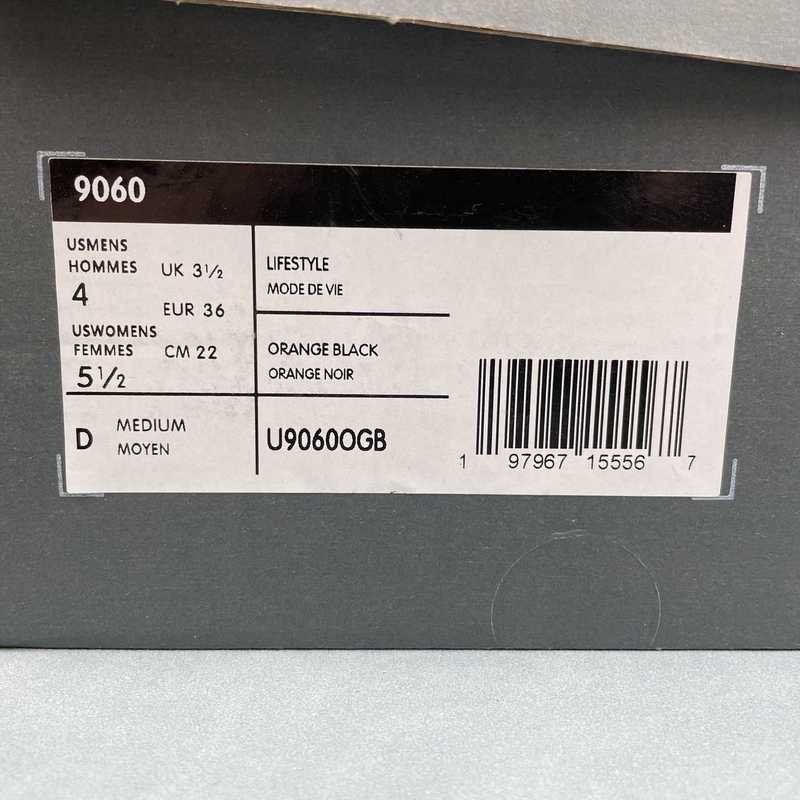 9060
USMENS
HOMMES
4
UK 3½
EUR 36
USWOMENS
FEMMES
5½
CM 22
D MEDIUM
MOYEN
LIFESTYLE
MODE DE VIE
ORANGE BLACK
ORANGE NOIR
U9060OGB
1 97967 15556 7